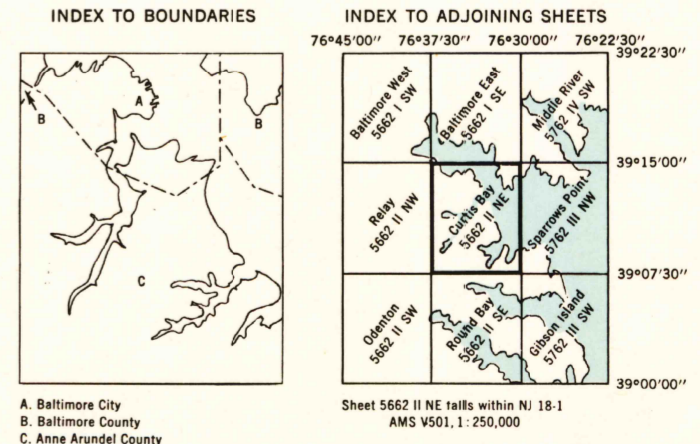 INDEX TO BOUNDARIES
A
B
B
C
A. Baltimore City
B. Baltimore County
C. Anne Arundel County
INDEX TO ADJOINING SHEETS
76°45'00" 76°37'30" 76°30'00" 76°22'30"
39°22'30"
Baltimore West
5662 I SW
Baltimore East
5662 I SE
Middle River
5762 IV SW
39°15'00"
Relay
5662 II NW
Curtis Bay
5662 II NE
Sparrows Point
5762 III NW
39°07'30"
Odenton
5662 II SW
Round Bay
5662 II SE
Gibson Island
5762 III SW
39°00'00"
Sheet 5662 II NE falls within NJ 18-1
AMS V501, 1:250,000